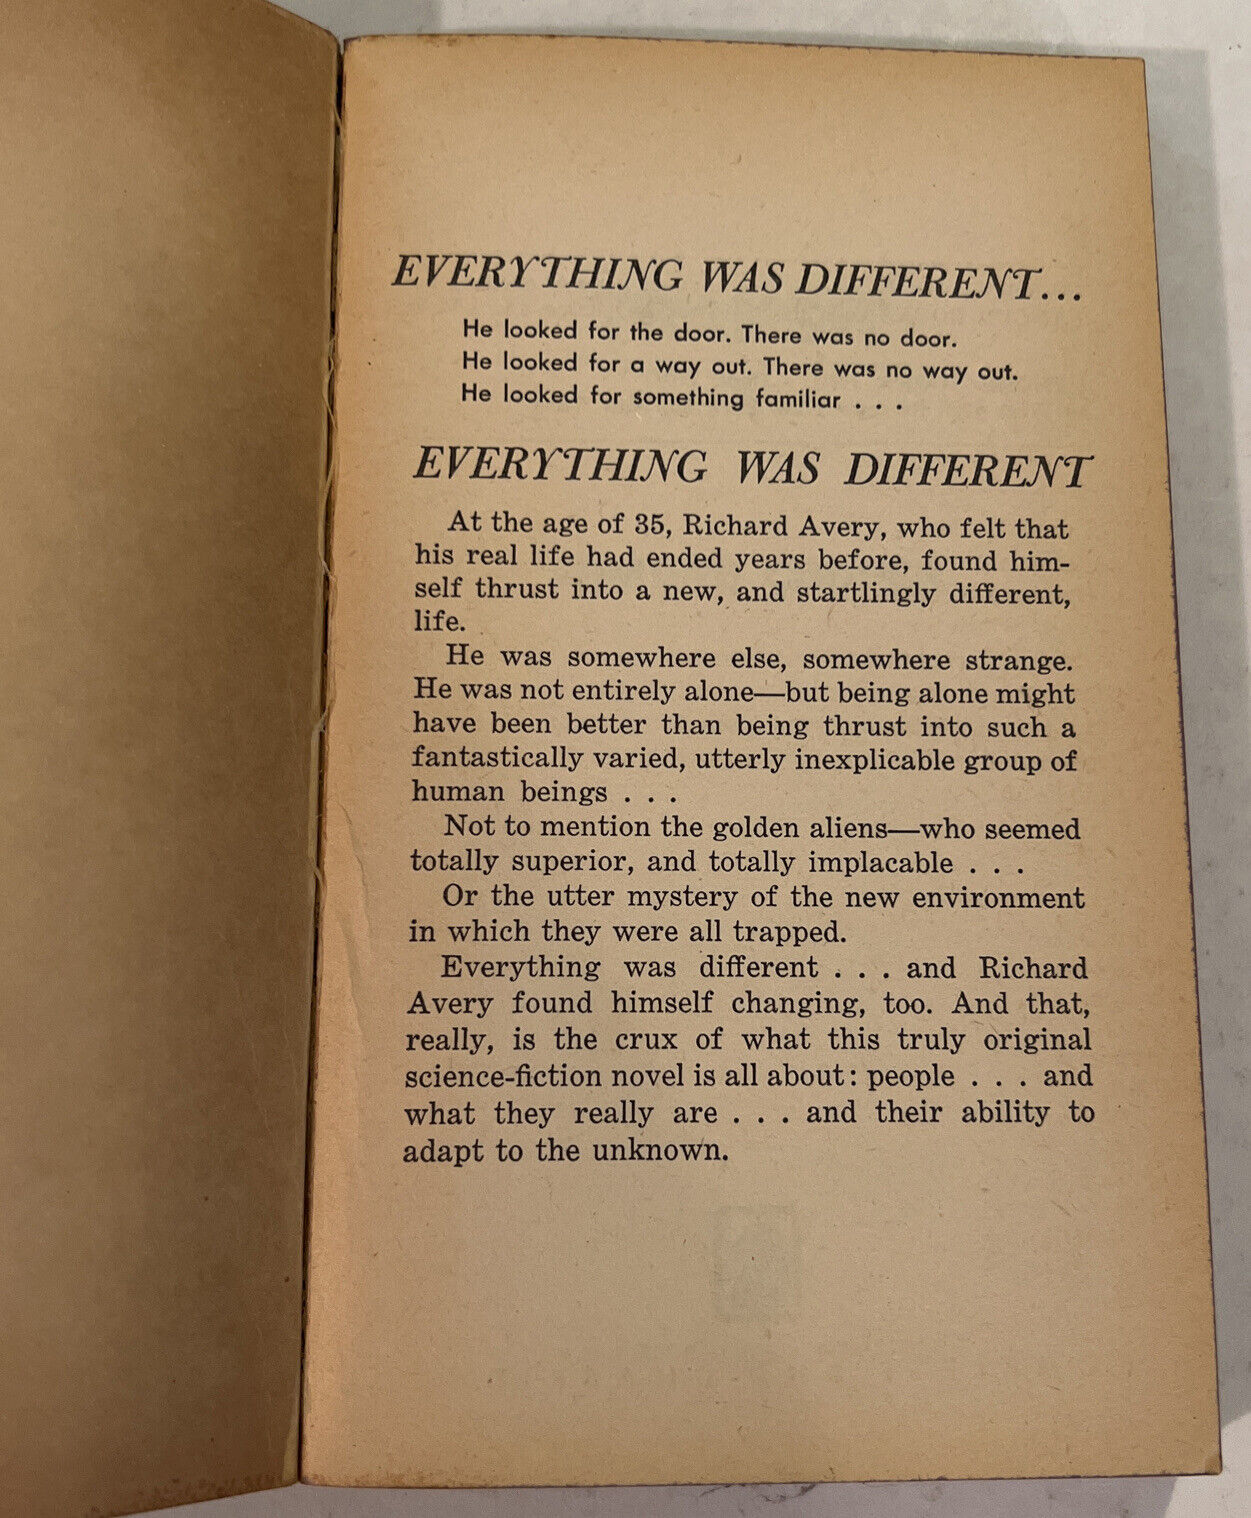 EVERYTHING WAS DIFFERENT...
He looked for the door. There was no door.
He looked for a way out. There was no way out.
He looked for something familiar . . .
EVERYTHING WAS DIFFERENT
At the age of 35, Richard Avery, who felt that
his real life had ended years before, found him-
self thrust into a new, and startlingly different,
life.
He was somewhere else, somewhere strange.
He was not entirely alone—but being alone might
have been better than being thrust into such a
fantastically varied, utterly inexplicable group of
human beings . . .
Not to mention the golden aliens—who seemed
totally superior, and totally implacable . . .
Or the utter mystery of the new environment
in which they were all trapped.
Everything was different . . . and Richard
Avery found himself changing, too. And that,
really, is the crux of what this truly original
science-fiction novel is all about: people . . . and
what they really are . . . and their ability to
adapt to the unknown.